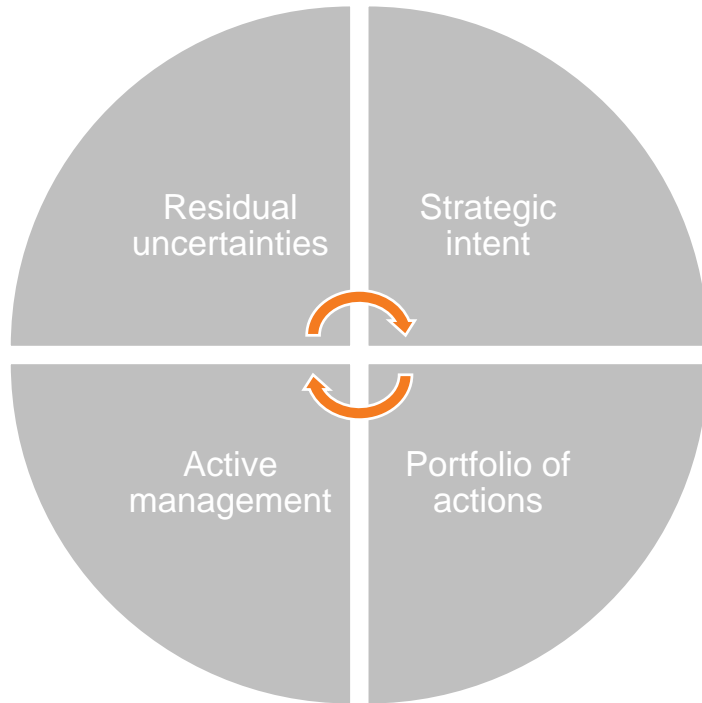 Residual
uncertainties
Strategic
intent
Active
management
Portfolio of
actions